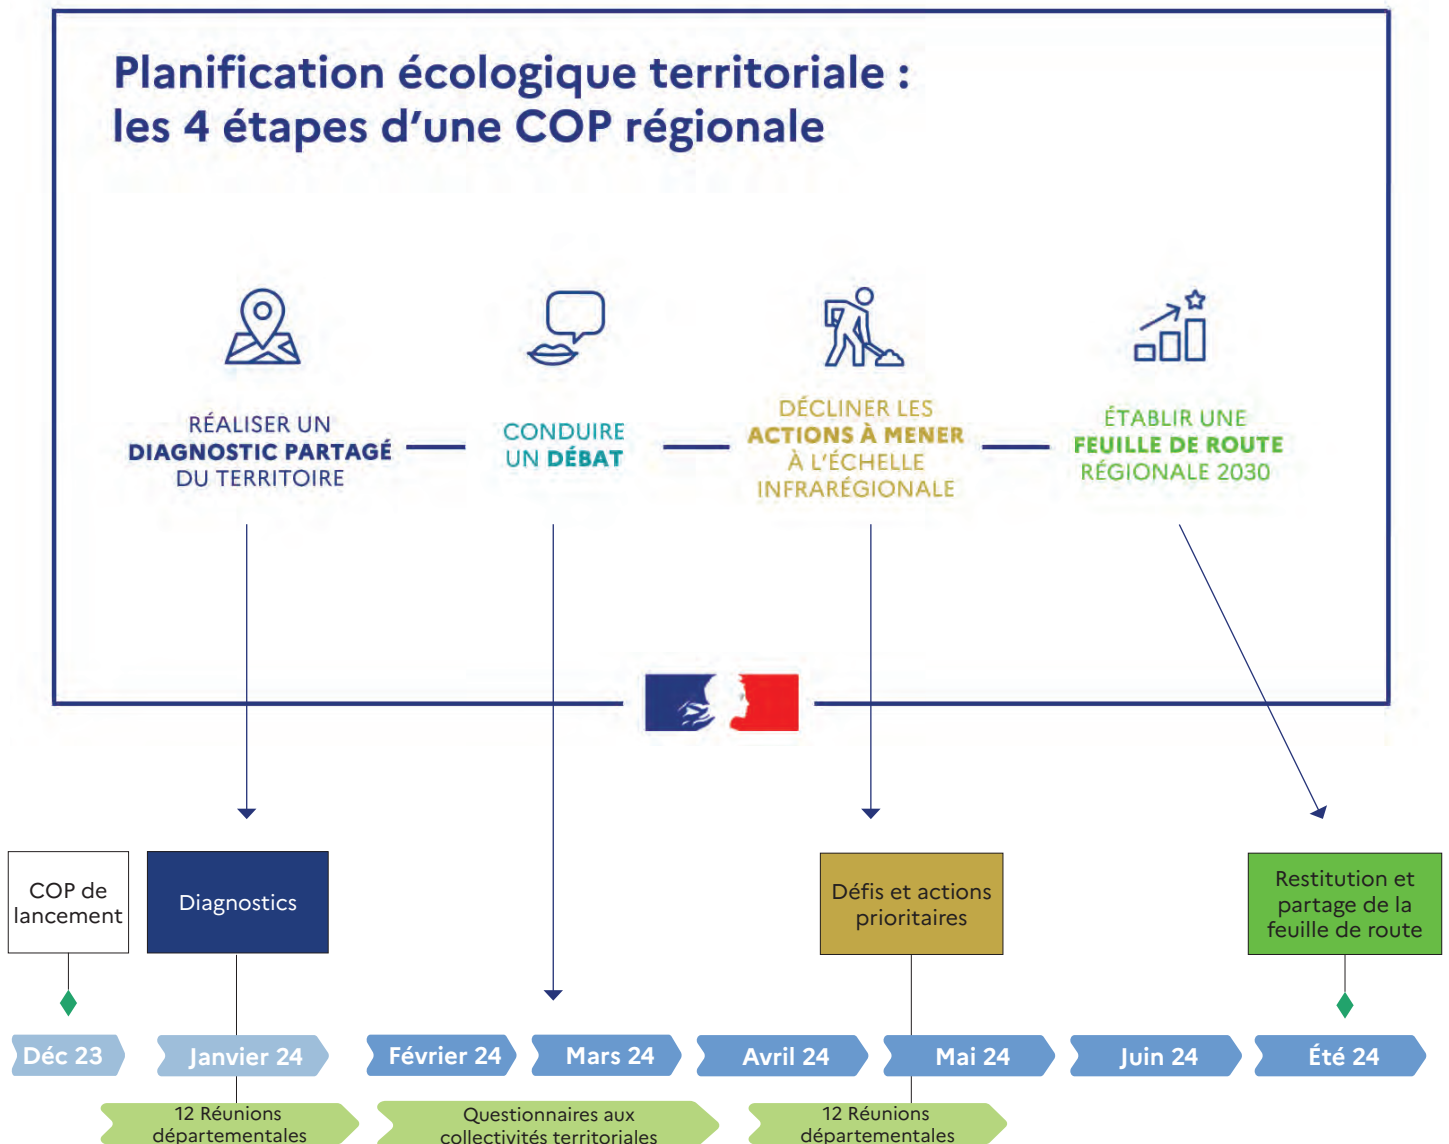 Planification écologique territoriale :
les 4 étapes d’une COP régionale
RÉALISER UN
DIAGNOSTIC PARTAGÉ
DU TERRITOIRE
CONDUIRE
UN DÉBAT
DÉCLINER LES
ACTIONS À MENER
À L’ÉCHELLE
INFRARÉGIONALE
ÉTABLIR UNE
FEUILLE DE ROUTE
RÉGIONALE 2030
COP de
lancement
Diagnostics
Défis et actions
prioritaires
Restitution et
partage de la
feuille de route
Déc 23
Janvier 24
Février 24
Mars 24
Avril 24
Mai 24
Juin 24
Été 24
12 Réunions
départementales
Questionnaires aux
collectivités territoriales
12 Réunions
départementales